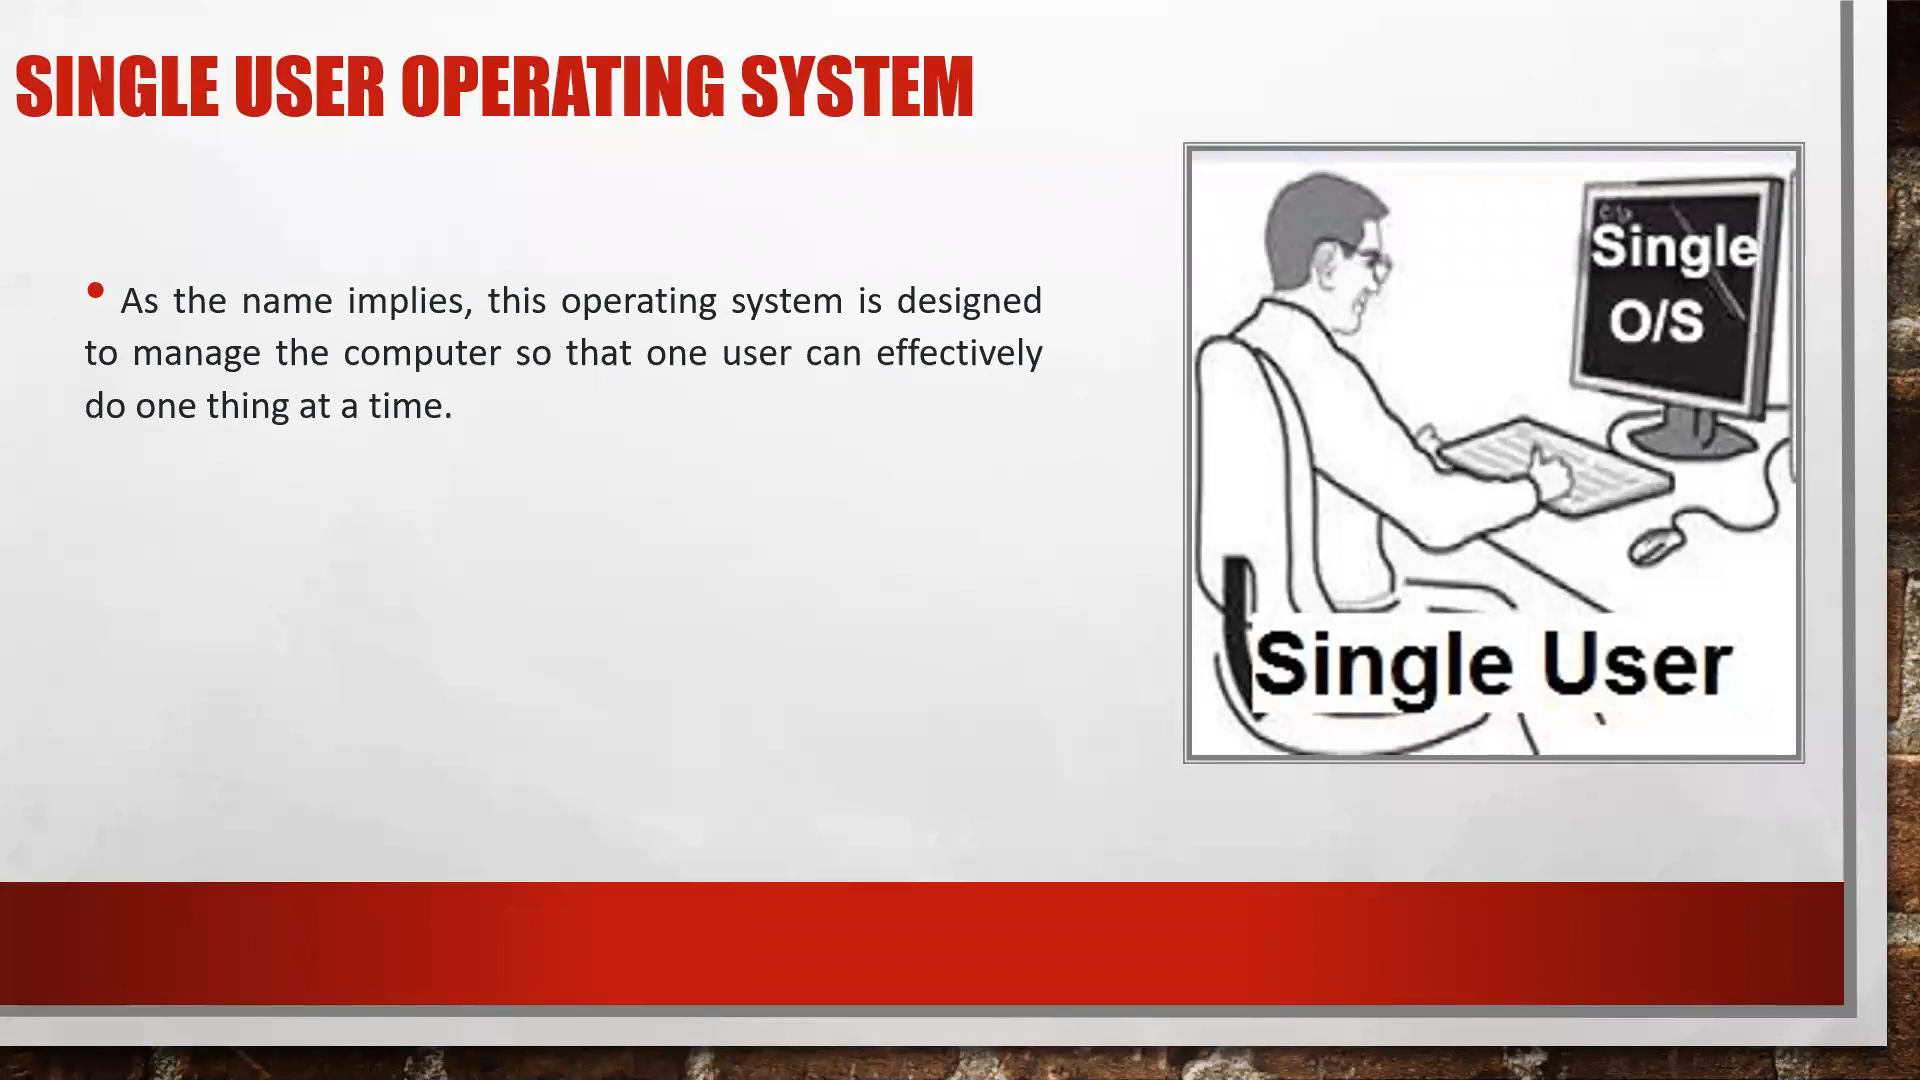 SINGLE USER OPERATING SYSTEM
• As the name implies, this operating system is designed
to manage the computer so that one user can effectively
do one thing at a time.
Single
O/S
Single User